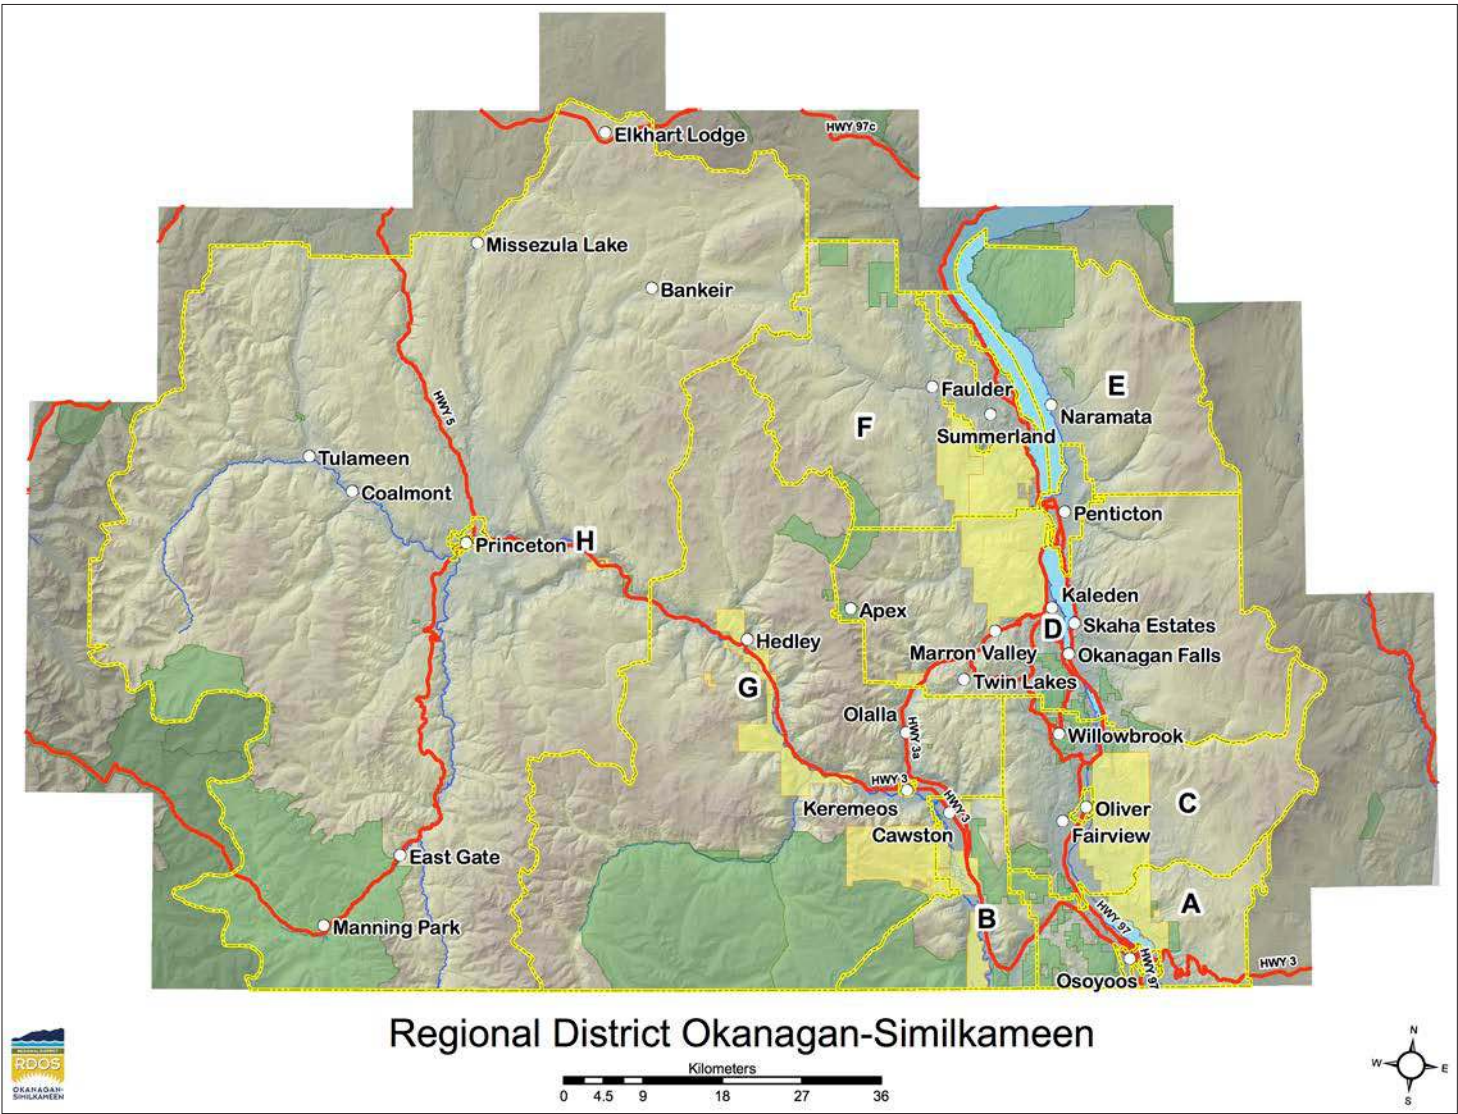 HWY 97c
Elkhart Lodge
Missezula Lake
Bankeir
HWY 5
Faulder
E
Naramata
F
Summerland
Tulameen
Coalmont
Penticton
Princeton
H
Kaleden
Apex
Skaha Estates
D
Hedley
Marron Valley
Okanagan Falls
Twin Lakes
G
Olalla
HWY 3a
Willowbrook
HWY 3
Keremeos
HWY 3
Oliver
C
Cawston
Fairview
East Gate
A
B
HWY 97
Manning Park
HWY 3
HWY 97
Osoyoos
Regional District Okanagan-Similkameen
Kilometers
0 4.5 9 18 27 36
REGIONAL DISTRICT
RDOS
OKANAGAN-
SIMILKAMEEN
N
W
E
S